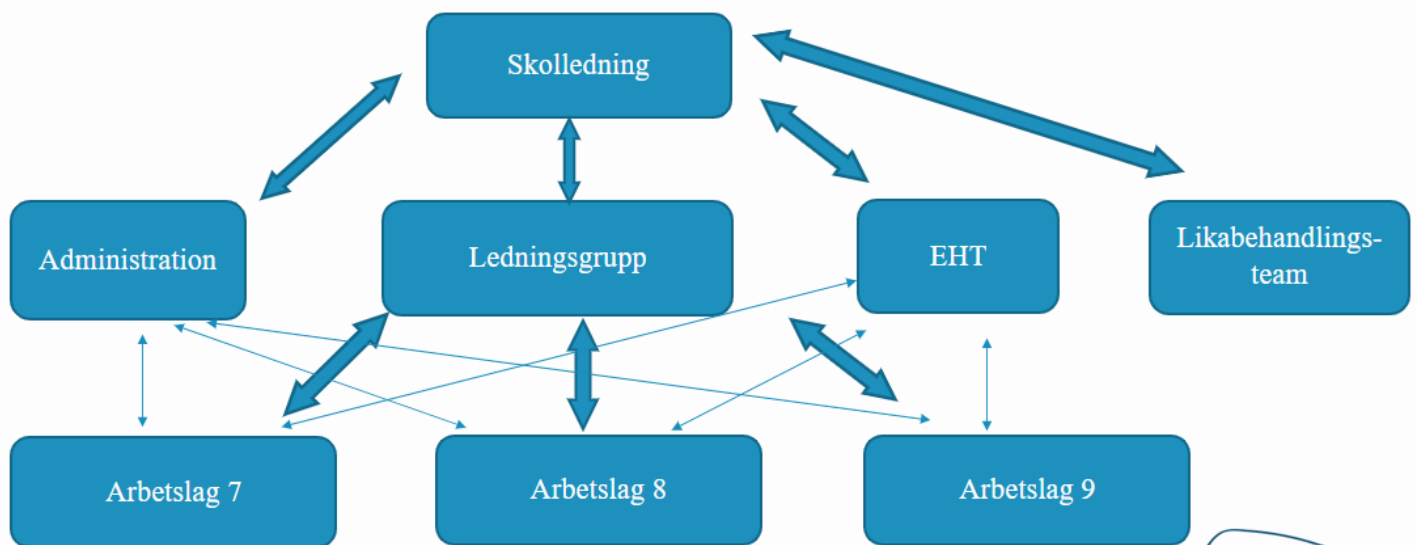 Skolledning
Administration
Ledningsgrupp
EHT
Likabehandlings-
team
Arbetslag 7
Arbetslag 8
Arbetslag 9